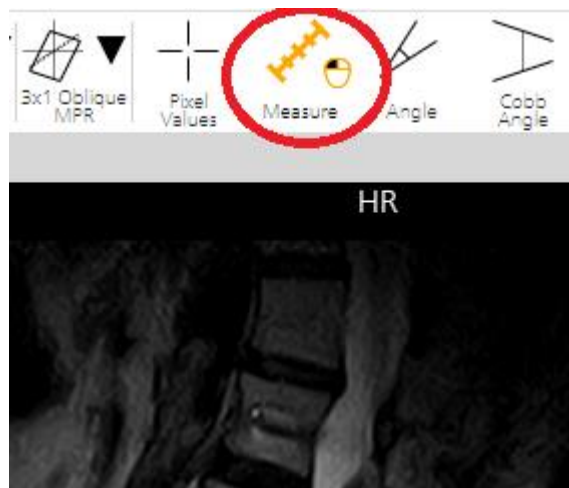 3x1 Oblique
MPR
Pixel
Values
Measure
Angle
Cobb
Angle
HR